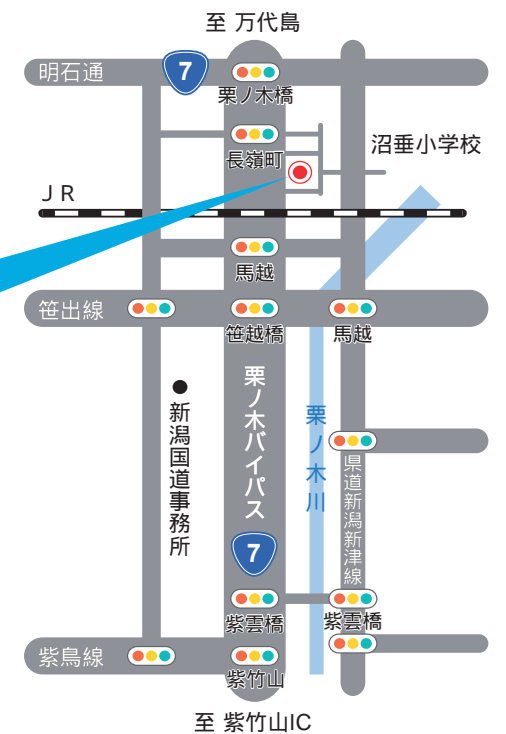 至 万代島
明石通
7
栗ノ木橋
長嶺町
沼垂小学校
JR
馬越
笹出線
笹越橋
馬越
新潟国道事務所
栗ノ木バイパス
栗ノ木川
県道新潟新津線
7
紫雲橋
紫雲橋
紫鳥線
紫竹山
至 紫竹山IC